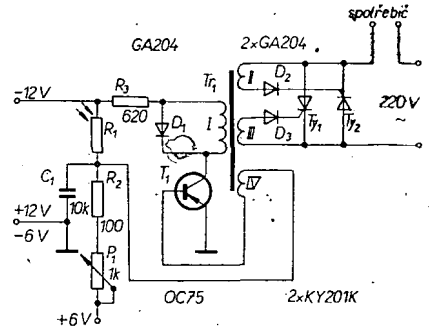 spotřebič
GA204
2xGA204
Tr₁
II
D₂
R₃
-12V
620
D₁
I
III
D₃
Ty₁
Ty₂
220V
~
R₁
T₁
C₁
R₂
IV
10k
+12V
100
-6V
P₁
1k
OC75
2xKY201K
+6V